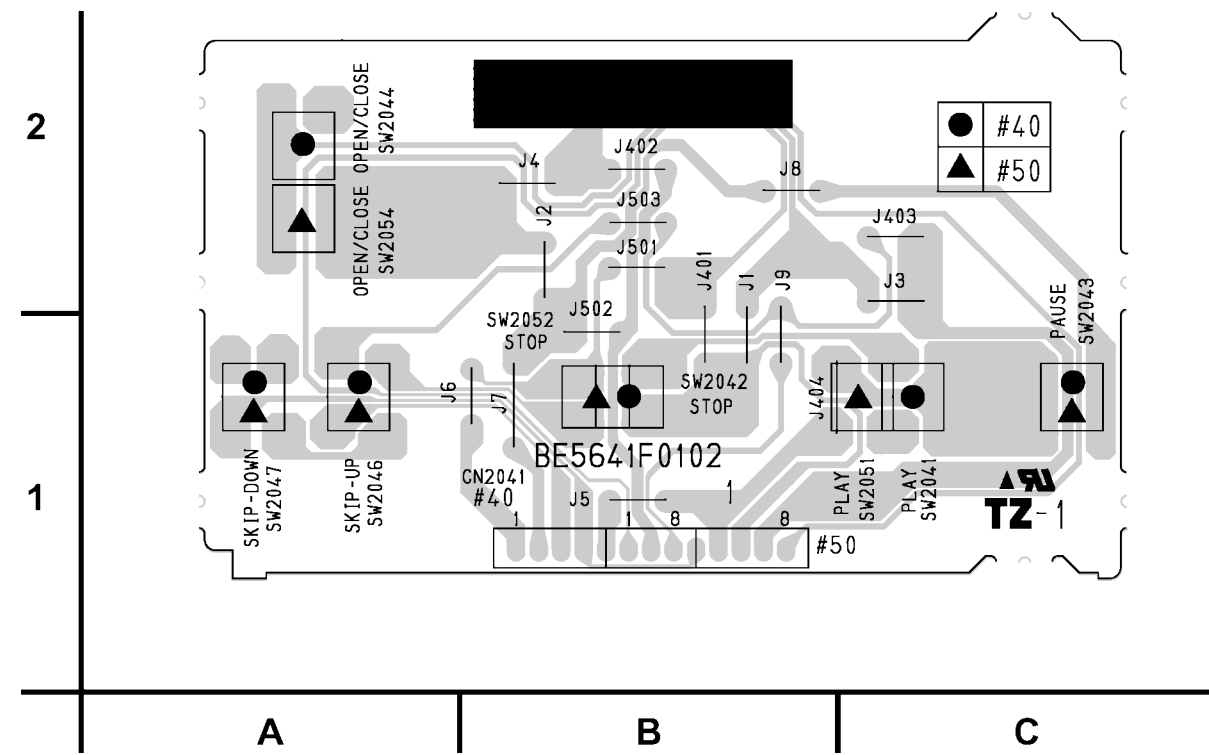 2
OPEN/CLOSE
SW2044
OPEN/CLOSE
SW2054
J4
J402
J8
#40
#50
J2
J503
J403
J501
J401
J1
J9
J3
PAUSE
SW2043
SW2052
STOP
J502
SW2042
STOP
J6
J7
J404
BE5641F0102
SKIP-DOWN
SW2047
SKIP-UP
SW2046
CN2041
#40
1
J5
1
8
1
8
#50
PLAY
SW2051
PLAY
SW2041
UR
TZ-1
1
A
B
C